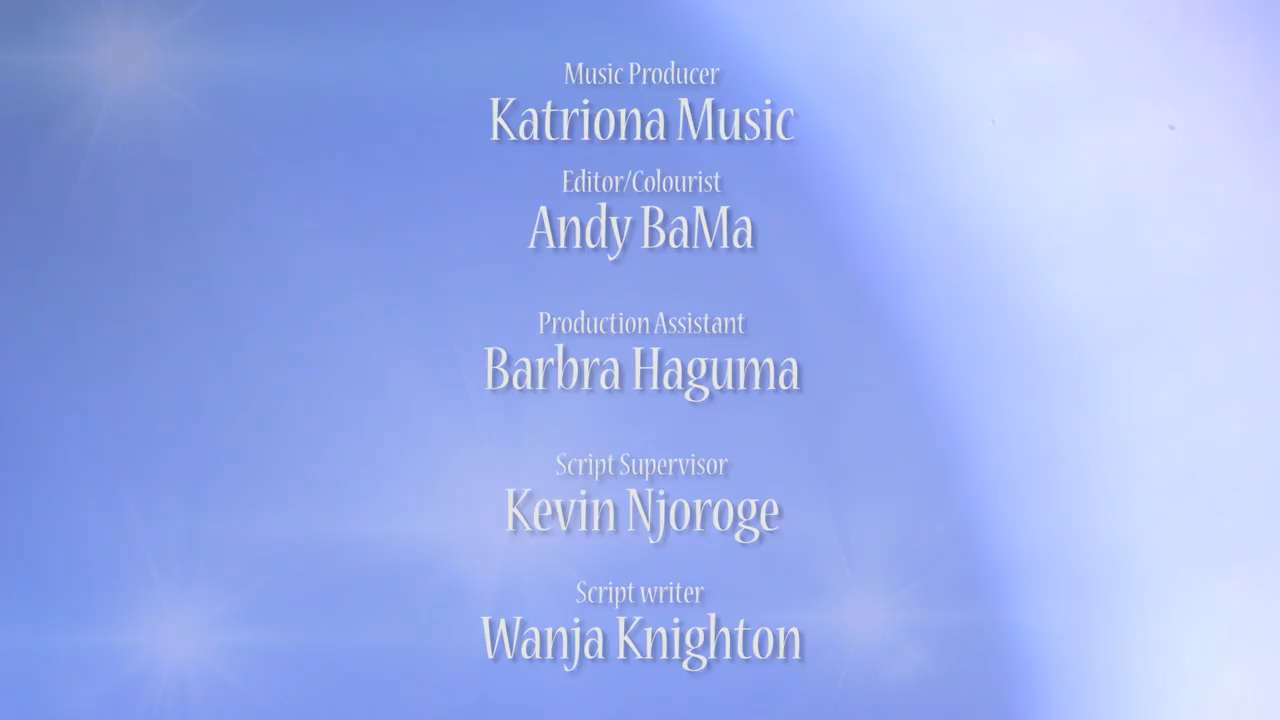 Music Producer
Katriona Music
Editor/Colourist
Andy BaMa
Production Assistant
Barbra Haguma
Script Supervisor
Kevin Njoroge
Script writer
Wanja Knighton